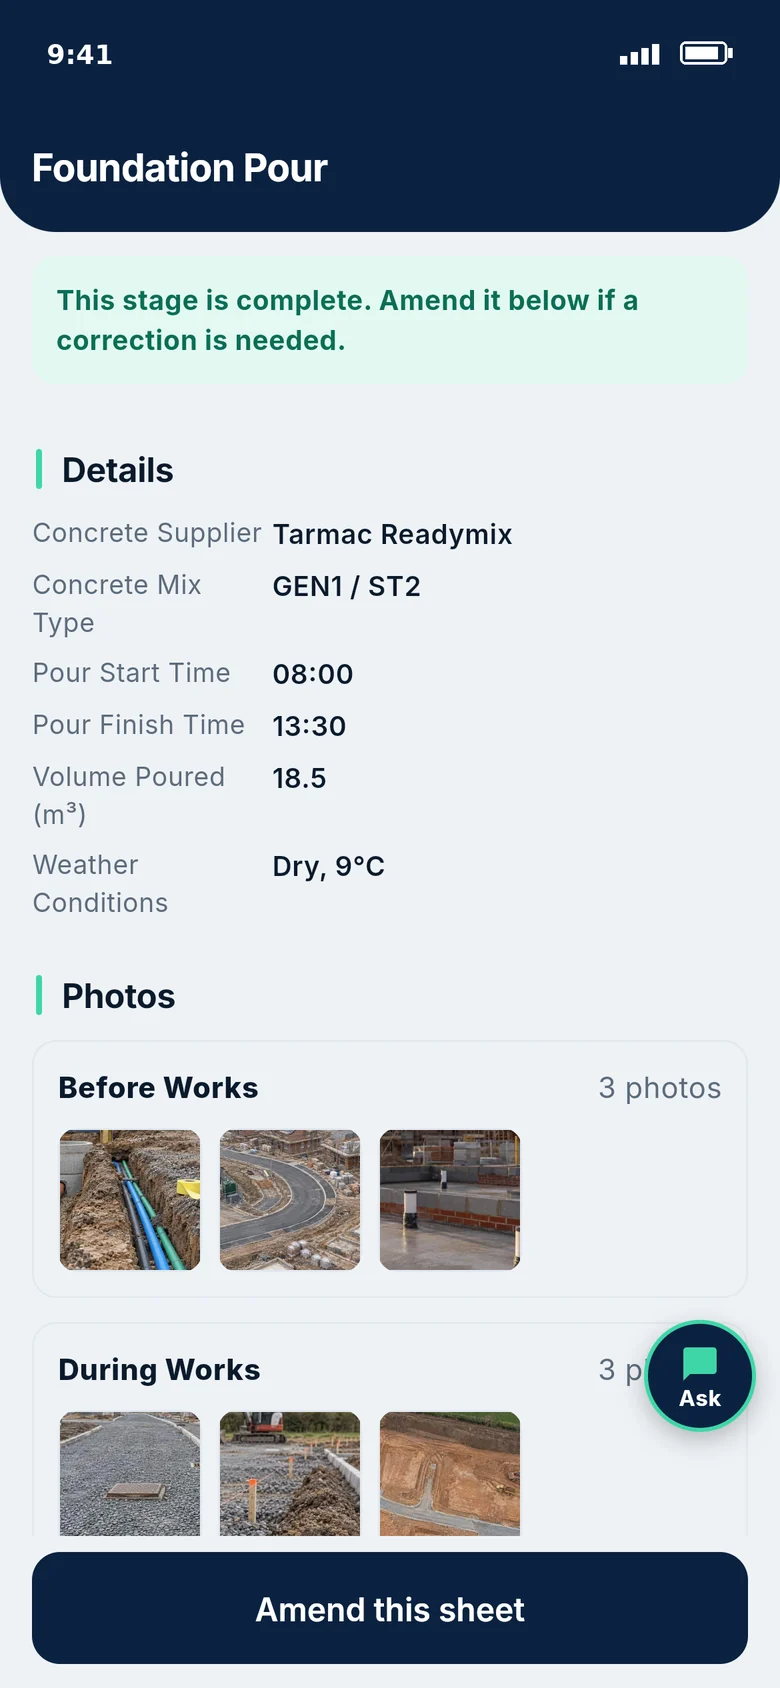 9:41
Foundation Pour
This stage is complete. Amend it below if a
correction is needed.
Details
Concrete Supplier Tarmac Readymix
Concrete Mix GEN1 / ST2
Type
Pour Start Time 08:00
Pour Finish Time 13:30
Volume Poured 18.5
(m³)
Weather Dry, 9°C
Conditions
Photos
Before Works 3 photos
During Works 3 p
Ask
Amend this sheet